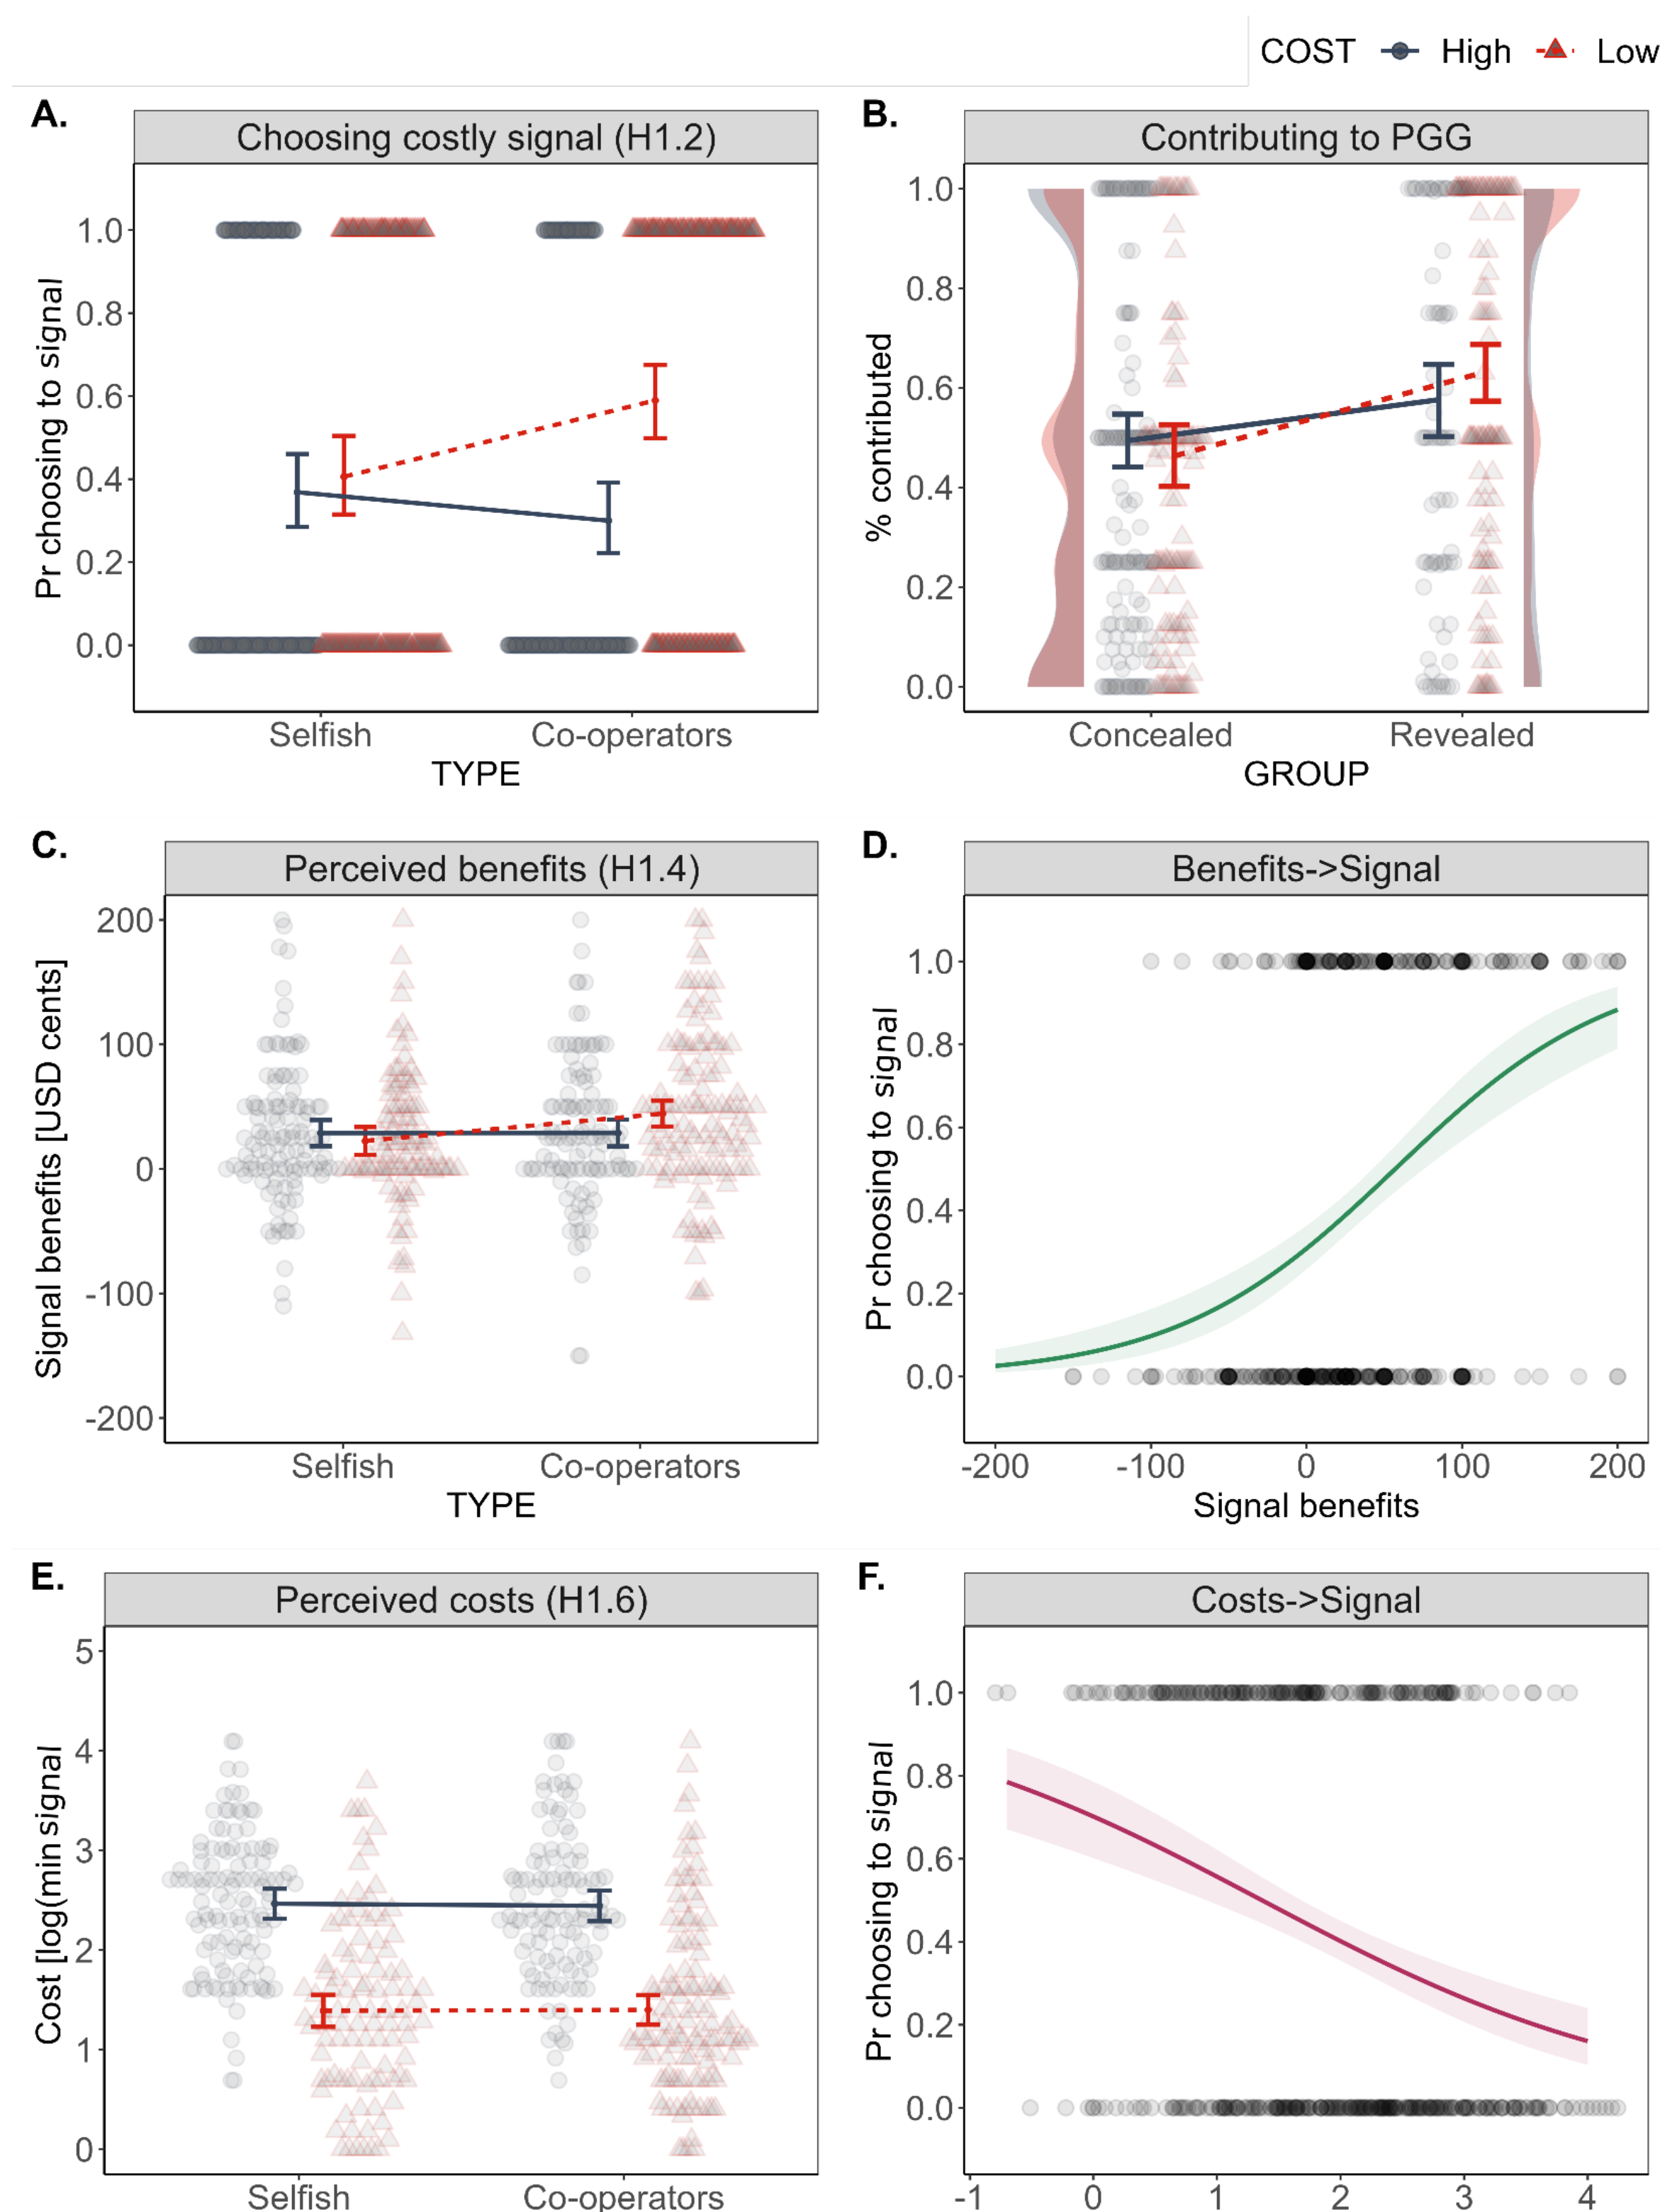 COST High Low
A.
Choosing costly signal (H1.2)
Pr choosing to signal
1.0
0.8
0.6
0.4
0.2
0.0
Selfish Co-operators
TYPE
B.
Contributing to PGG
% contributed
1.0
0.8
0.6
0.4
0.2
0.0
Concealed Revealed
GROUP
C.
Perceived benefits (H1.4)
Signal benefits [USD cents]
200
100
0
-100
-200
Selfish Co-operators
TYPE
D.
Benefits->Signal
Pr choosing to signal
1.0
0.8
0.6
0.4
0.2
0.0
-200 -100 0 100 200
Signal benefits
E.
Perceived costs (H1.6)
Cost [log(min signal
5
4
3
2
1
0
Selfish Co-operators
F.
Costs->Signal
Pr choosing to signal
1.0
0.8
0.6
0.4
0.2
0.0
-1 0 1 2 3 4